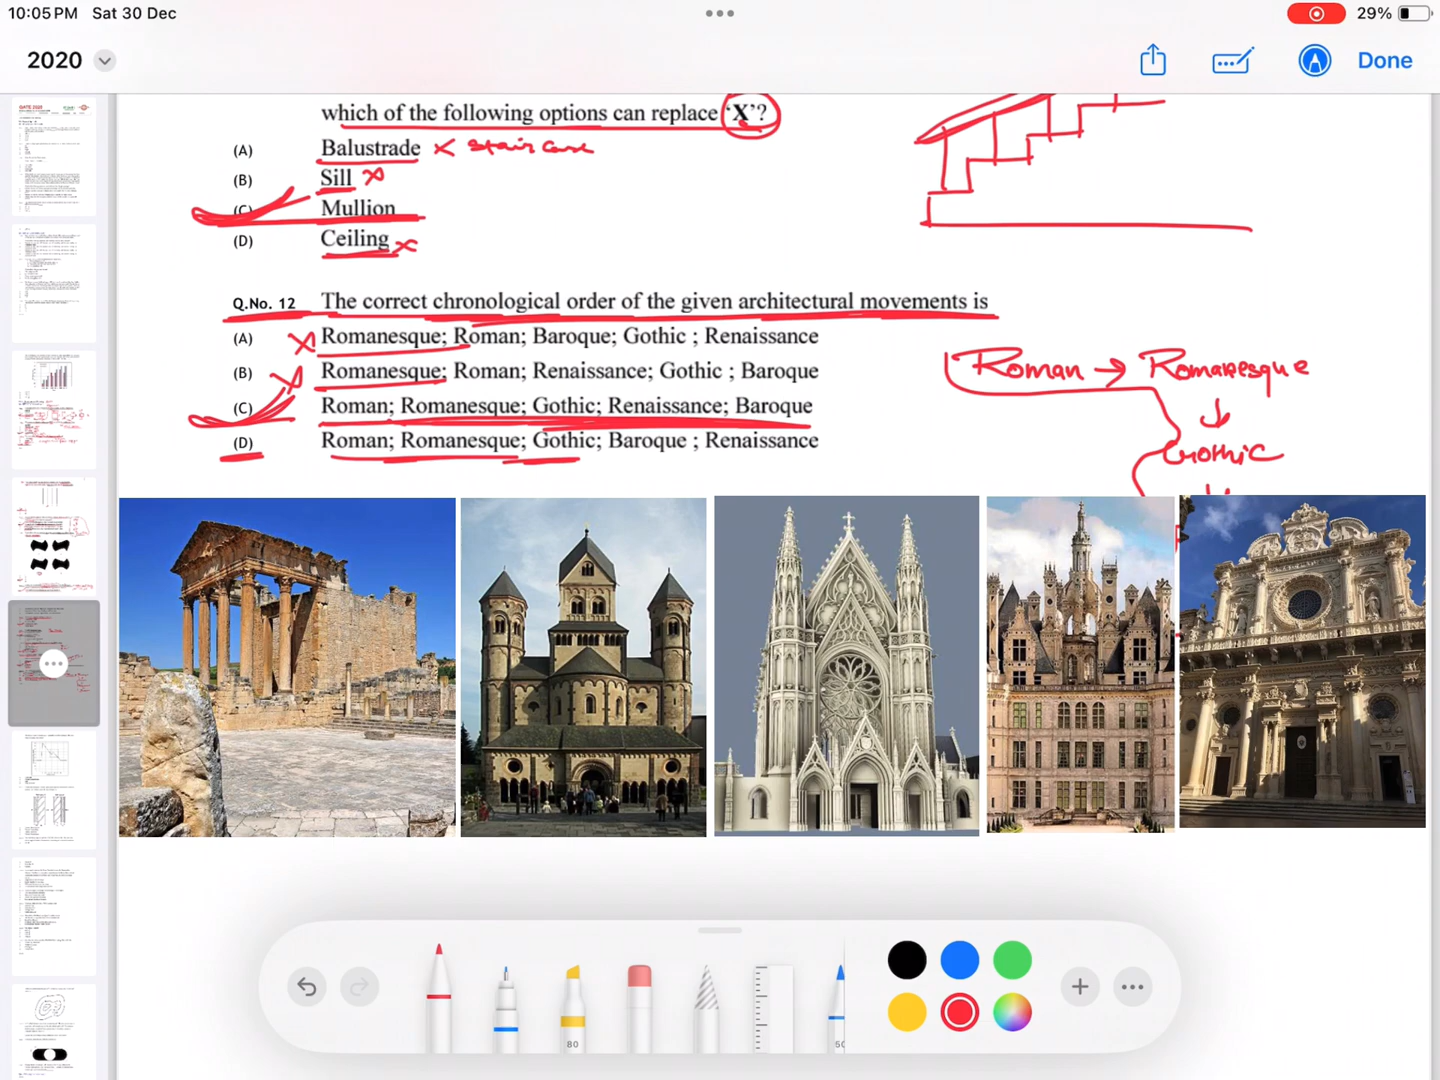 10:05 PM Sat 30 Dec
29%
2020
Done
which of the following options can replace 'X'?
(A) Balustrade × staircase
(B) Sill ×
(C) Mullion
(D) Ceiling ×
Q.No. 12 The correct chronological order of the given architectural movements is
(A) Romanesque; Roman; Baroque; Gothic ; Renaissance
(B) Romanesque; Roman; Renaissance; Gothic ; Baroque
(C) Roman; Romanesque; Gothic; Renaissance; Baroque
(D) Roman; Romanesque; Gothic; Baroque ; Renaissance
Roman → Romanesque
↓
Gothic
80
50